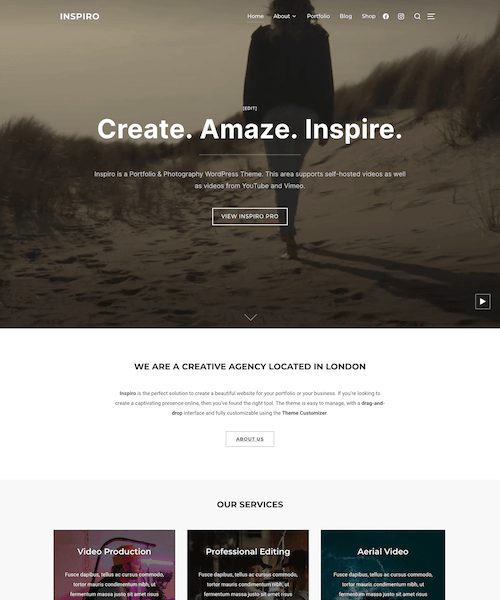 INSPIRO
Home About Portfolio Blog Shop
[EDIT]
Create. Amaze. Inspire.
Inspiro is a Portfolio & Photography WordPress Theme. This area supports self-hosted videos as well
as videos from YouTube and Vimeo.
VIEW INSPIRO PRO
WE ARE A CREATIVE AGENCY LOCATED IN LONDON
Inspiro is the perfect solution to create a beautiful website for your portfolio or your business. If you're looking to
create a captivating presence online, then you've found the right tool. The theme is easy to manage, with a drag-and-
drop interface and fully customizable using the Theme Customizer.
ABOUT US
OUR SERVICES
Video Production
Fusce dapibus, tellus ac cursus commodo,
tortor mauris condimentum nibh, ut
fermentum massa justo sit amet risus
Professional Editing
Fusce dapibus, tellus ac cursus commodo,
tortor mauris condimentum nibh, ut
fermentum massa justo sit amet risus
Aerial Video
Fusce dapibus, tellus ac cursus commodo,
tortor mauris condimentum nibh, ut
fermentum massa justo sit amet risus